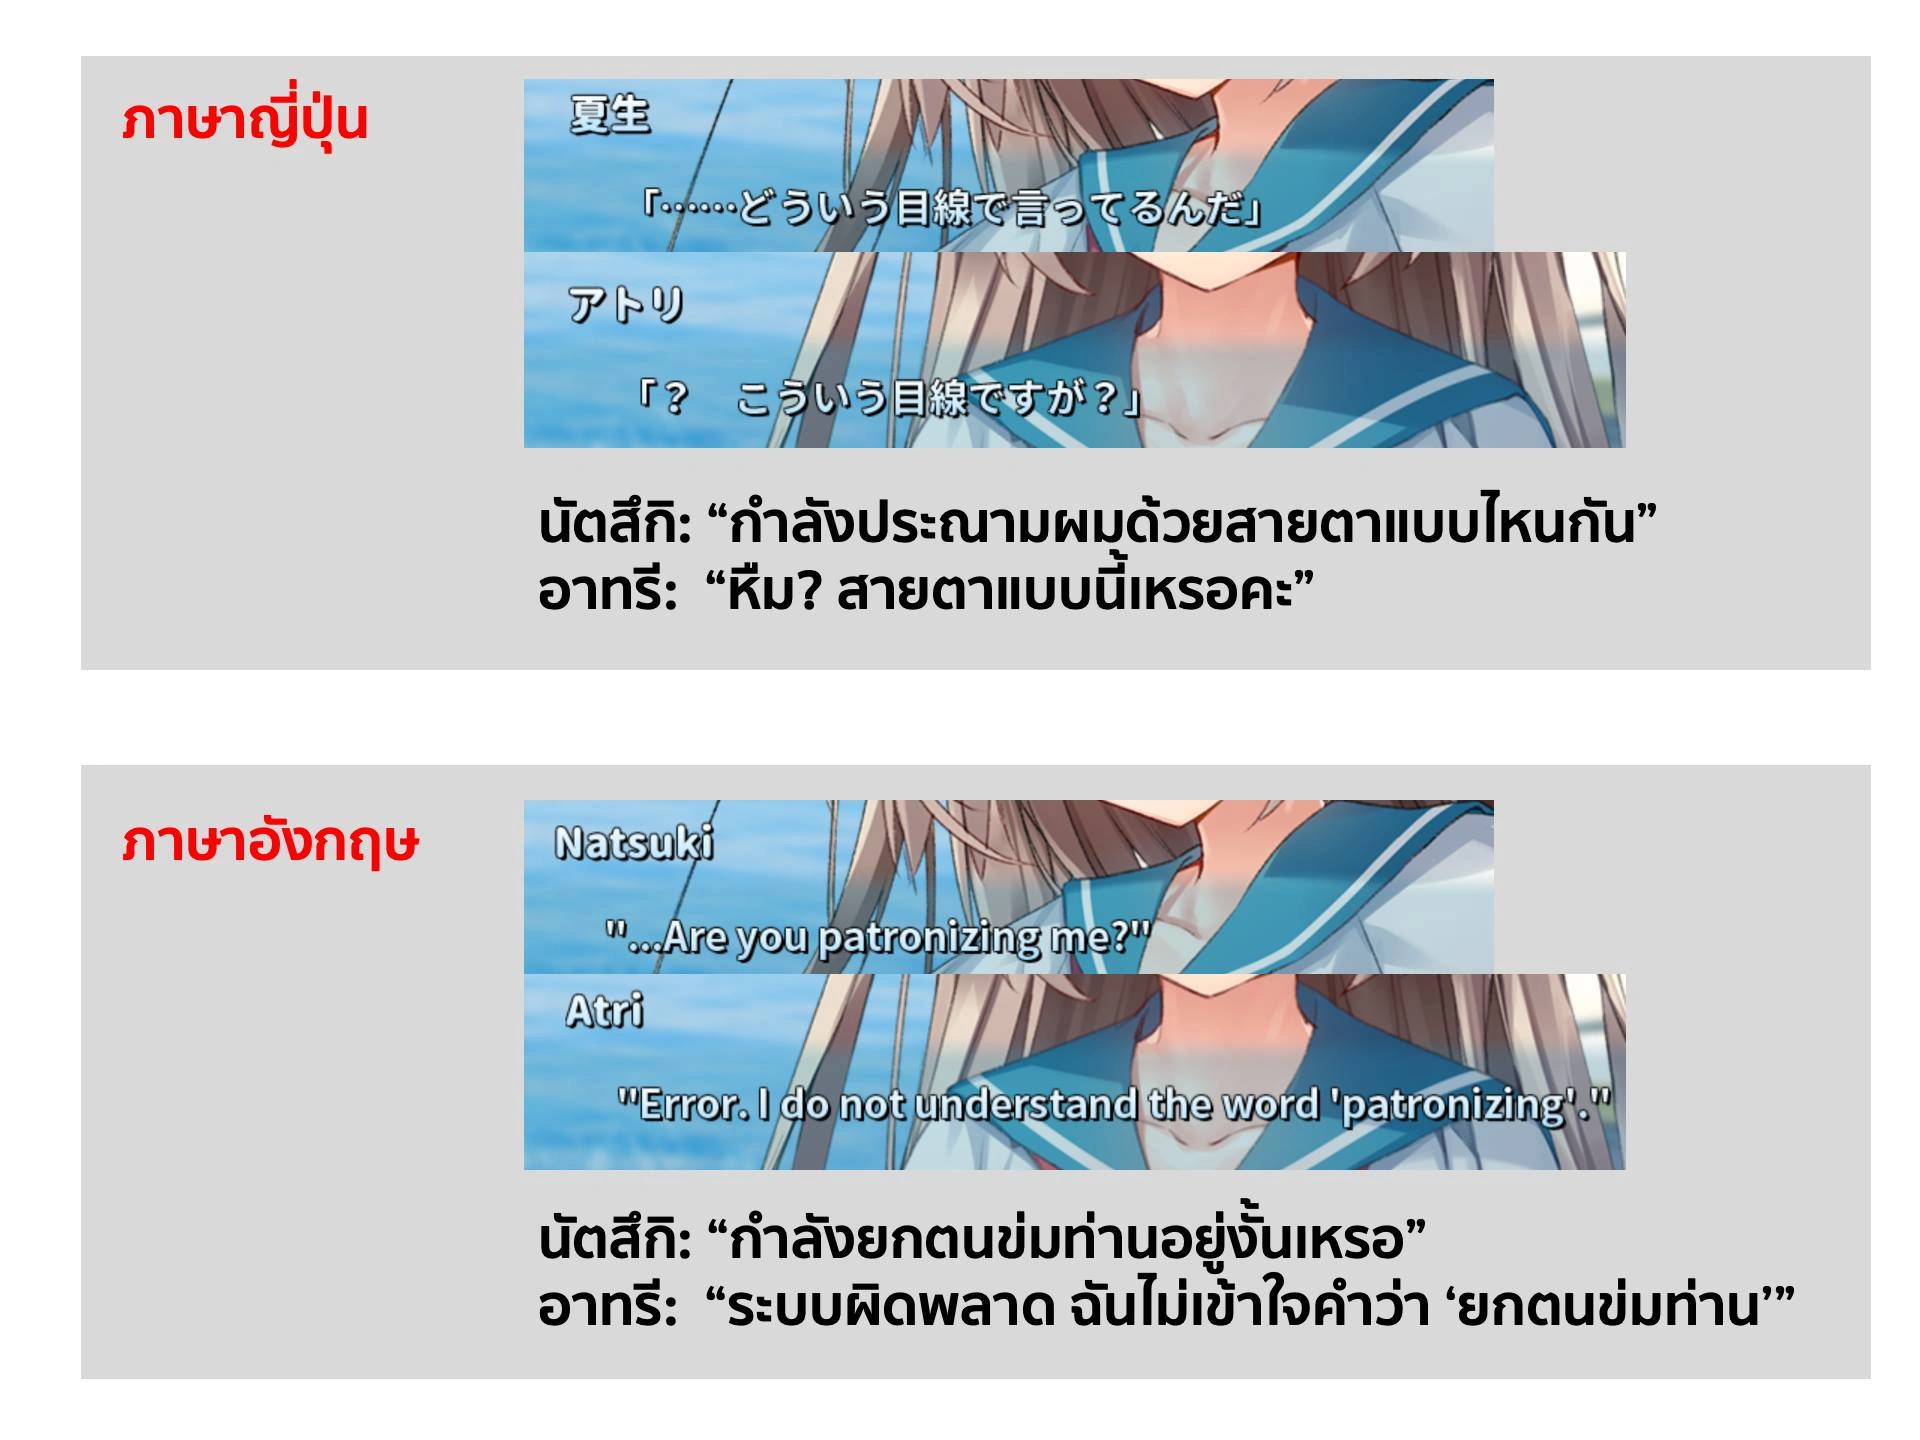 ภาษาญี่ปุ่น
夏生
「……どういう目線で言ってるんだ」
アトリ
「？　こういう目線ですが？」
นัตสึกิ: “กำลังประณามผมด้วยสายตาแบบไหนกัน”
อาทรี: “หืม? สายตาแบบนี้เหรอคะ”
ภาษาอังกฤษ
Natsuki
"...Are you patronizing me?"
Atri
"Error. I do not understand the word 'patronizing'."
นัตสึกิ: “กำลังยกตนข่มท่านอยู่งั้นเหรอ”
อาทรี: “ระบบผิดพลาด ฉันไม่เข้าใจคำว่า ‘ยกตนข่มท่าน’”